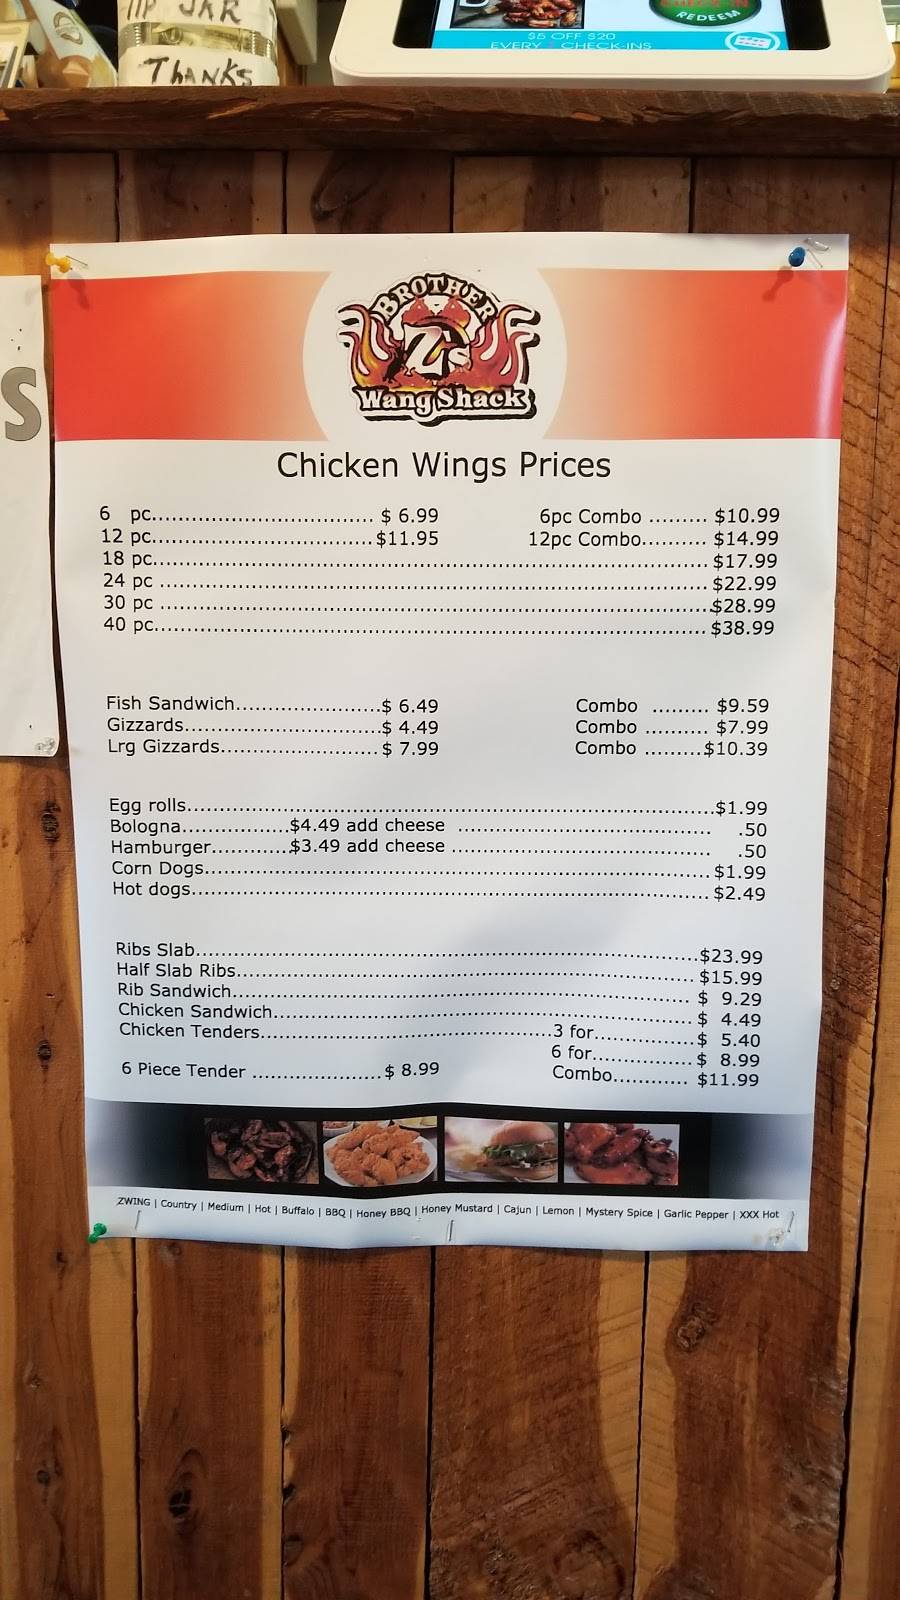 TIP JAR
THANKS
$5 OFF $20
EVERY CHECK-INS
CHECK-IN
REDEEM
S
BROTHER
Z's
Wang Shack
Chicken Wings Prices
6 pc.................................. $ 6.99 6pc Combo ......... $10.99
12 pc..................................$11.95 12pc Combo.......... $14.99
18 pc.................................................................................... $17.99
24 pc .................................................................................... $22.99
30 pc ....................................................................................$28.99
40 pc.................................................................................... $38.99
Fish Sandwich......................$ 6.49 Combo ......... $9.59
Gizzards..............................$ 4.49 Combo .......... $7.99
Lrg Gizzards........................ $ 7.99 Combo .........$10.39
Egg rolls................................................................................$1.99
Bologna.................$4.49 add cheese ....................................... .50
Hamburger............$3.49 add cheese ........................................ .50
Corn Dogs.............................................................................$1.99
Hot dogs...............................................................................$2.49
Ribs Slab..............................................................................$23.99
Half Slab Ribs....................................................................... $15.99
Rib Sandwich........................................................................ $ 9.29
Chicken Sandwich................................................................. $ 4.49
Chicken Tenders..............................................3 for................$ 5.40
6 for................$ 8.99
6 Piece Tender .....................$ 8.99 Combo............ $11.99
ZWING | Country | Medium | Hot | Buffalo | BBQ | Honey BBQ | Honey Mustard | Cajun | Lemon | Mystery Spice | Garlic Pepper | XXX Hot